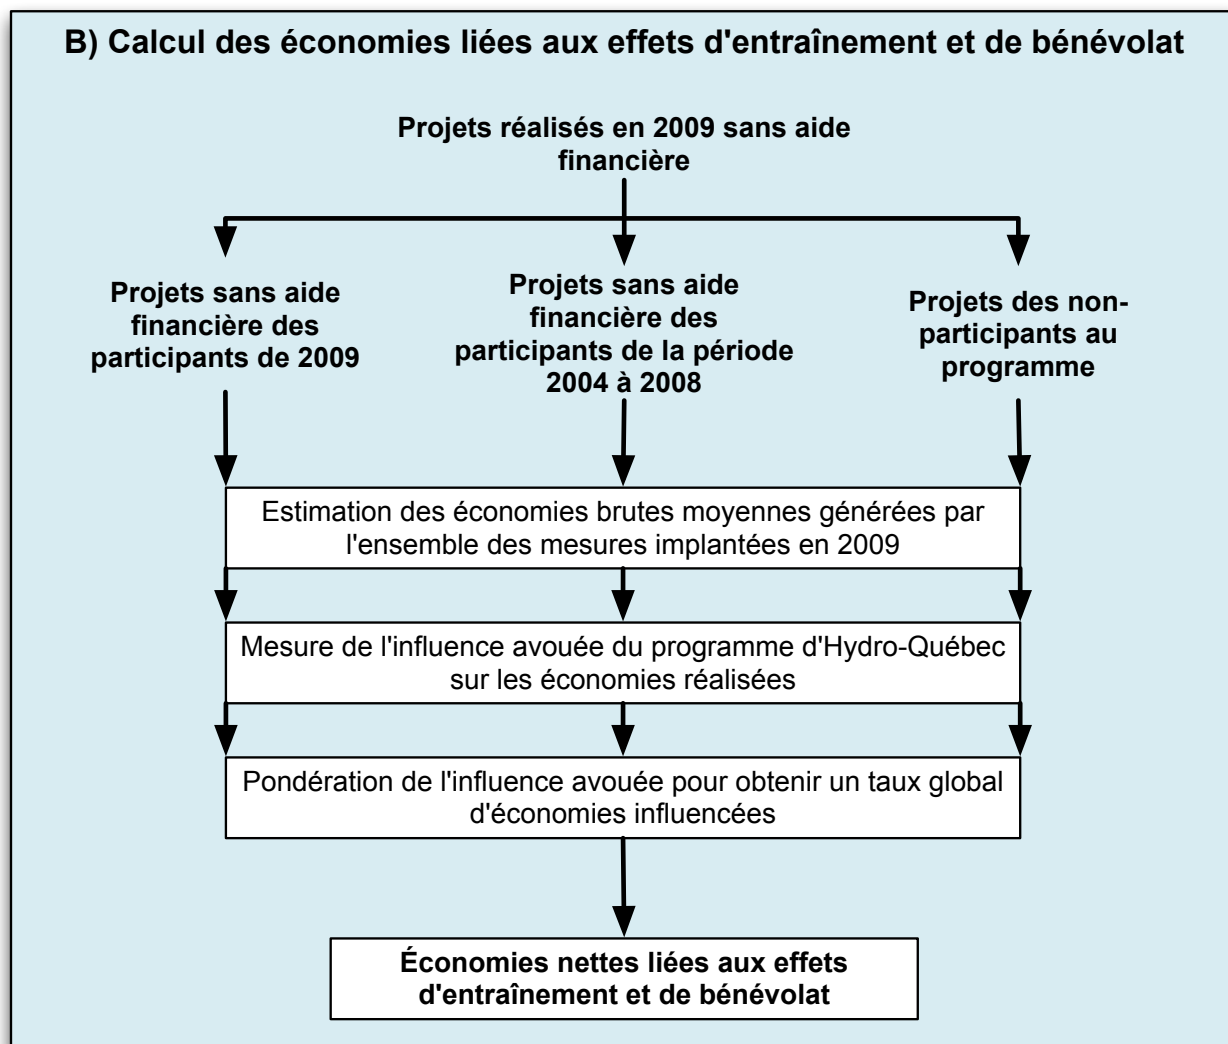 B) Calcul des économies liées aux effets d'entraînement et de bénévolat
Projets réalisés en 2009 sans aide
financière
Projets sans aide
financière des
participants de 2009
Projets sans aide
financière des
participants de la période
2004 à 2008
Projets des non-
participants au
programme
Estimation des économies brutes moyennes générées par
l'ensemble des mesures implantées en 2009
Mesure de l'influence avouée du programme d'Hydro-Québec
sur les économies réalisées
Pondération de l'influence avouée pour obtenir un taux global
d'économies influencées
Économies nettes liées aux effets
d'entraînement et de bénévolat